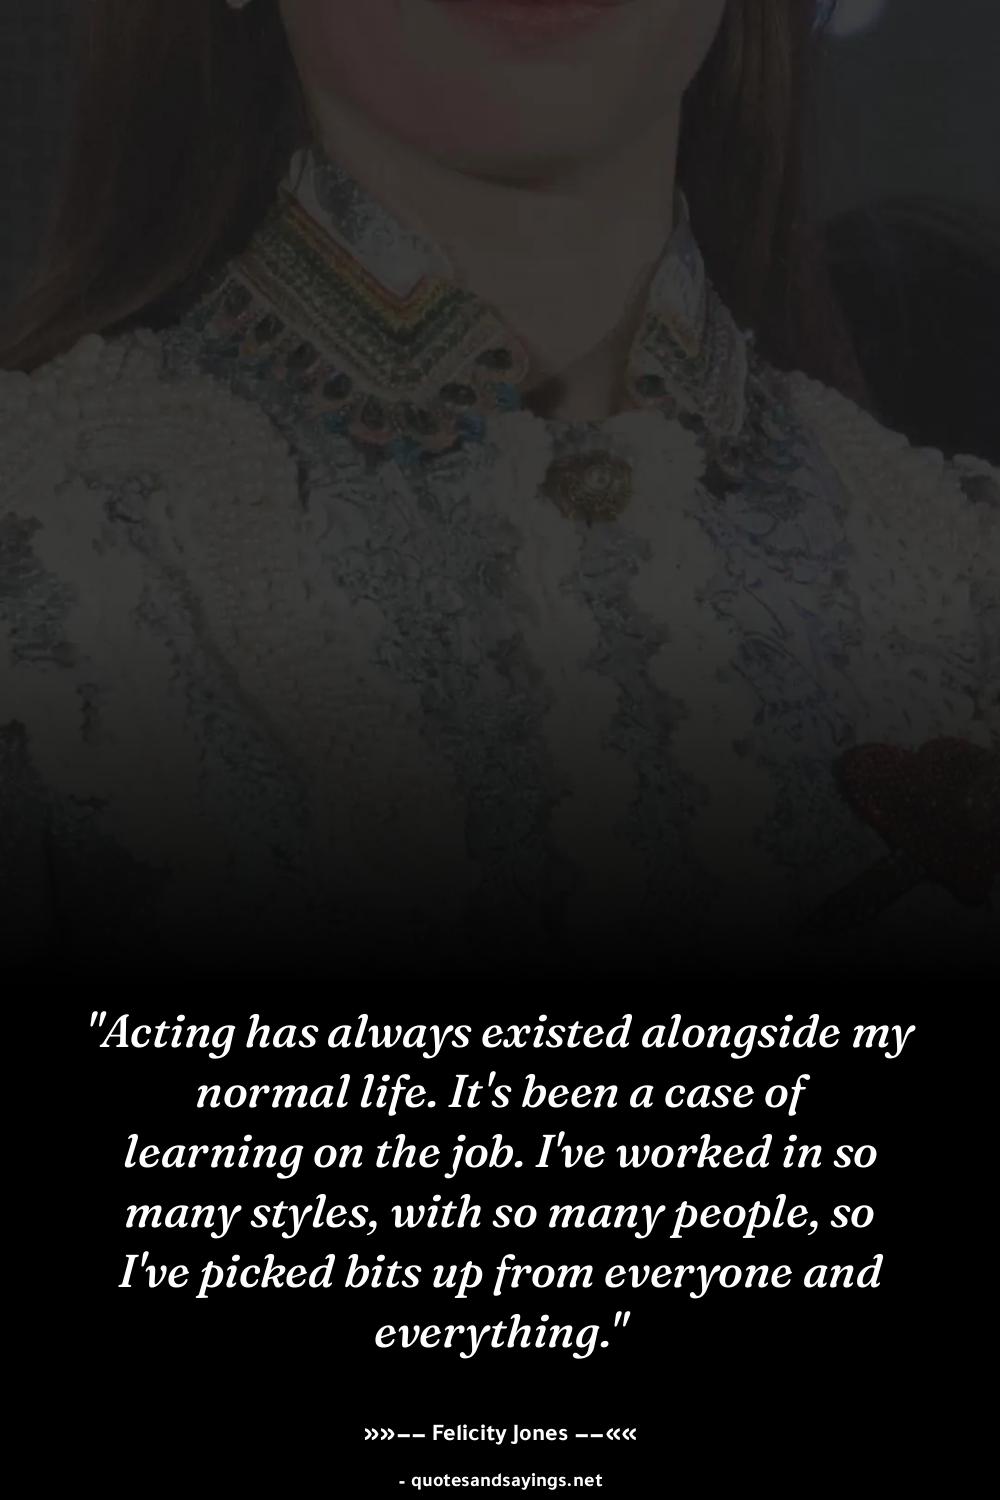 "Acting has always existed alongside my
normal life. It's been a case of
learning on the job. I've worked in so
many styles, with so many people, so
I've picked bits up from everyone and
everything."
»»–– Felicity Jones ––««
- quotesandsayings.net